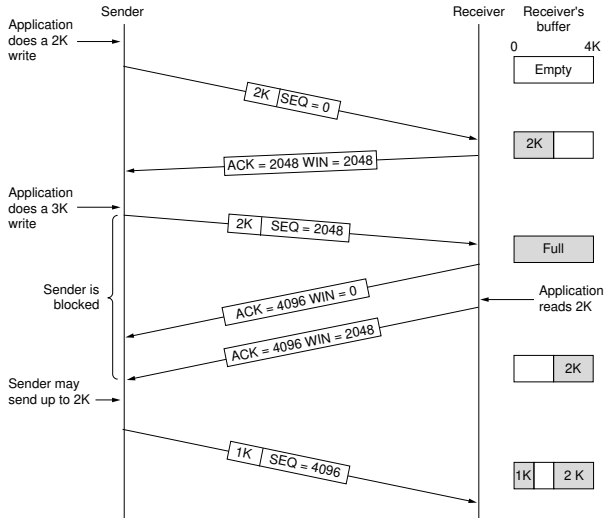 Sender
Receiver
Receiver's
buffer
Application
does a 2K
write
0 4K
Empty
2K SEQ = 0
2K
ACK = 2048 WIN = 2048
Application
does a 3K
write
2K SEQ = 2048
Full
Sender is
blocked
Application
reads 2K
ACK = 4096 WIN = 0
ACK = 4096 WIN = 2048
2K
Sender may
send up to 2K
1K SEQ = 4096
1K 2 K